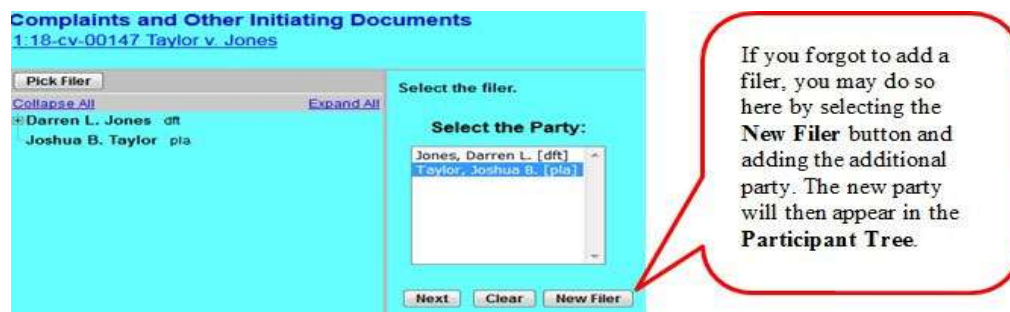 Complaints and Other Initiating Documents
1:18-cv-00147 Taylor v. Jones
Pick Filer
Collapse All Expand All
Darren L. Jones dft
Joshua B. Taylor pla
Select the filer.
Select the Party:
Jones, Darren L. [dft]
Taylor, Joshua B. [pla]
Next Clear New Filer
If you forgot to add a
filer, you may do so
here by selecting the
New Filer button and
adding the additional
party. The new party
will then appear in the
Participant Tree.